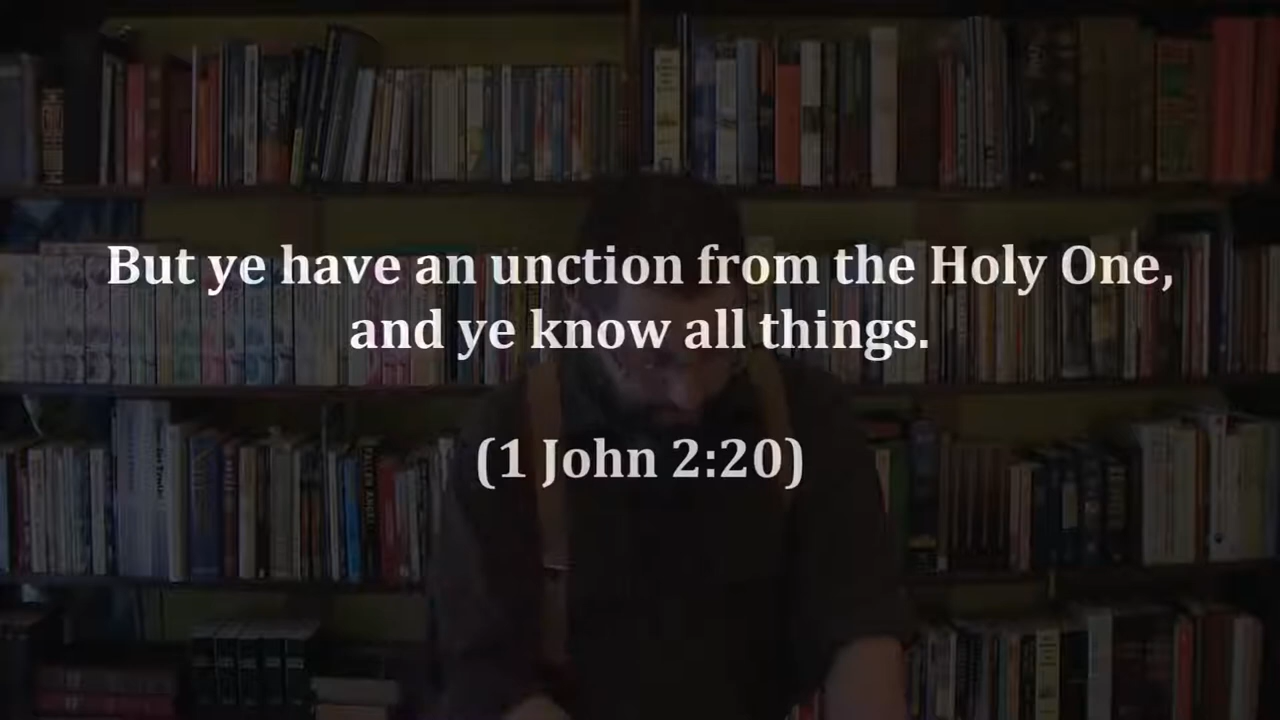 But ye have an unction from the Holy One,
and ye know all things.
(1 John 2:20)